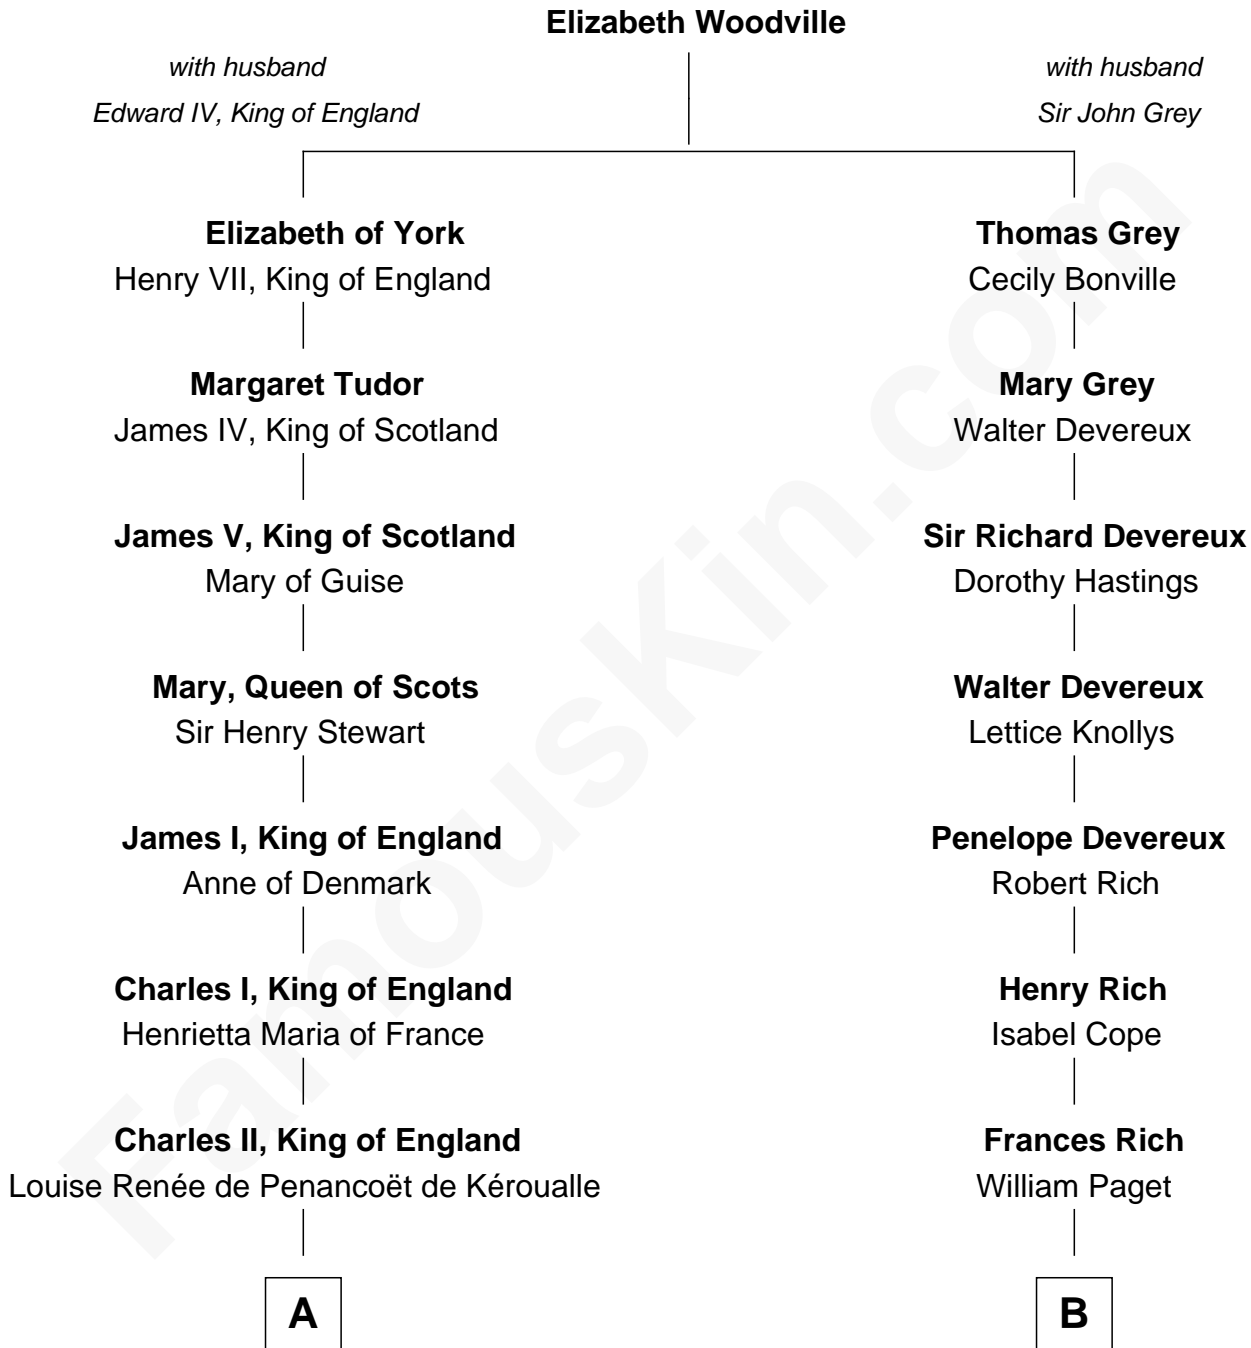 Elizabeth Woodville
with husband
Edward IV, King of England
with husband
Sir John Grey
Elizabeth of York
Henry VII, King of England
Thomas Grey
Cecily Bonville
Margaret Tudor
James IV, King of Scotland
Mary Grey
Walter Devereux
James V, King of Scotland
Mary of Guise
Sir Richard Devereux
Dorothy Hastings
Mary, Queen of Scots
Sir Henry Stewart
Walter Devereux
Lettice Knollys
James I, King of England
Anne of Denmark
Penelope Devereux
Robert Rich
Charles I, King of England
Henrietta Maria of France
Henry Rich
Isabel Cope
Charles II, King of England
Louise Renée de Penancoët de Kéroualle
Frances Rich
William Paget
A
B
FamousKin.com